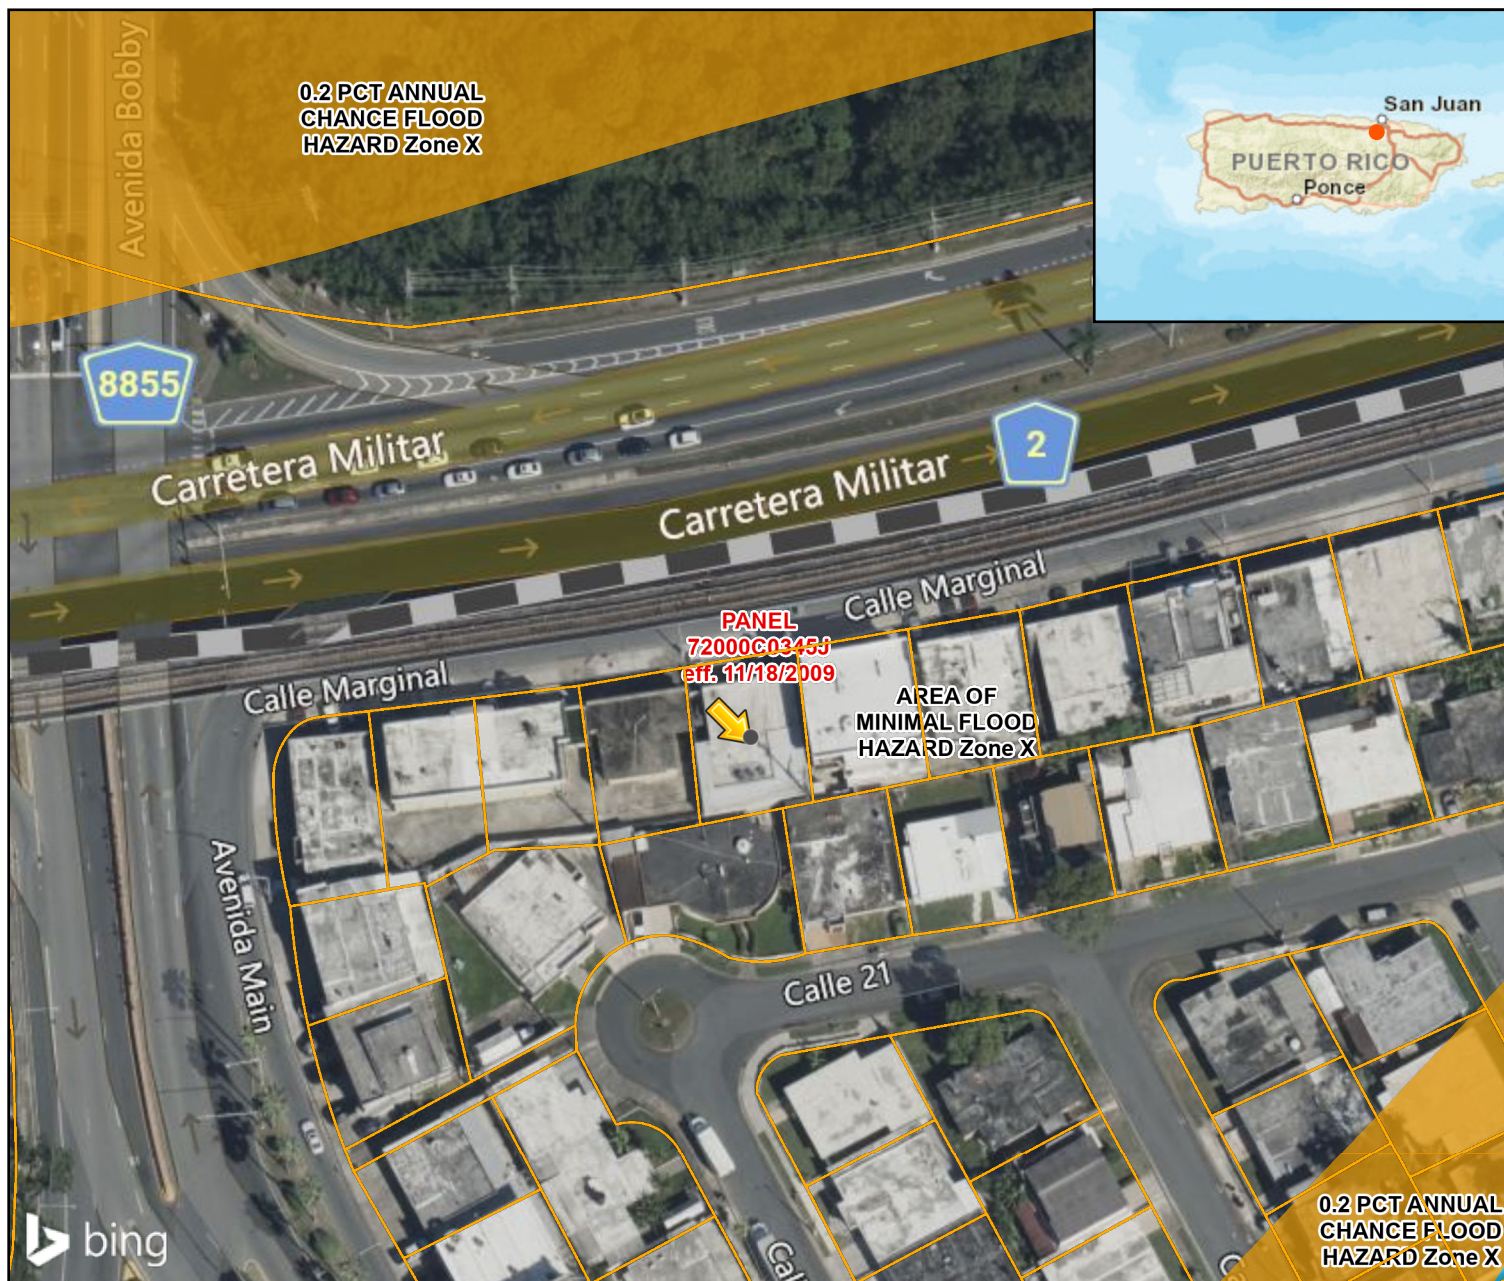 Avenida Bobby
0.2 PCT ANNUAL
CHANCE FLOOD
HAZARD Zone X
San Juan
PUERTO RICO
Ponce
8855
2
Carretera Militar
Carretera Militar
Calle Marginal
PANEL
72000C0345J
eff. 11/18/2009
Calle Marginal
AREA OF
MINIMAL FLOOD
HAZARD Zone X
Avenida Main
Calle 21
0.2 PCT ANNUAL
CHANCE FLOOD
HAZARD Zone X
bing
Cal
C